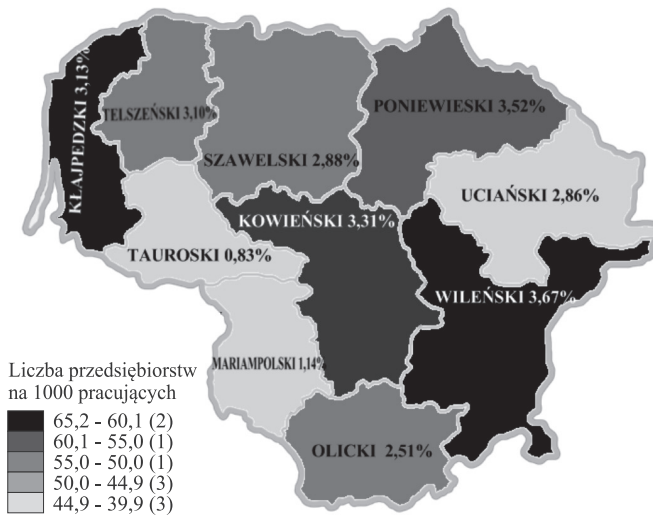 KŁAJPEDZKI 3,13%
TELSZEŃSKI 3,10%
SZAWELSKI 2,88%
PONIEWIESKI 3,52%
UCIAŃSKI 2,86%
KOWIEŃSKI 3,31%
TAUROSKI 0,83%
WILEŃSKI 3,67%
MARIAMPOLSKI 1,14%
OLICKI 2,51%
Liczba przedsiębiorstw
na 1000 pracujących
65,2 - 60,1 (2)
60,1 - 55,0 (1)
55,0 - 50,0 (1)
50,0 - 44,9 (3)
44,9 - 39,9 (3)